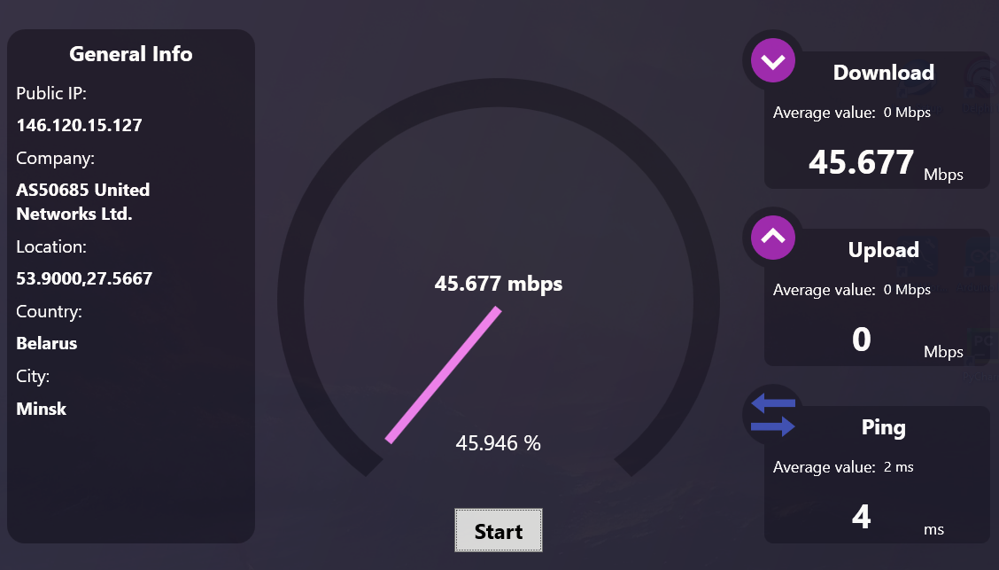 General Info
Public IP:
146.120.15.127
Company:
AS50685 United
Networks Ltd.
Location:
53.9000,27.5667
Country:
Belarus
City:
Minsk
45.677 mbps
45.946 %
Start
Download
Average value: 0 Mbps
45.677 Mbps
Upload
Average value: 0 Mbps
0 Mbps
Ping
Average value: 2 ms
4 ms